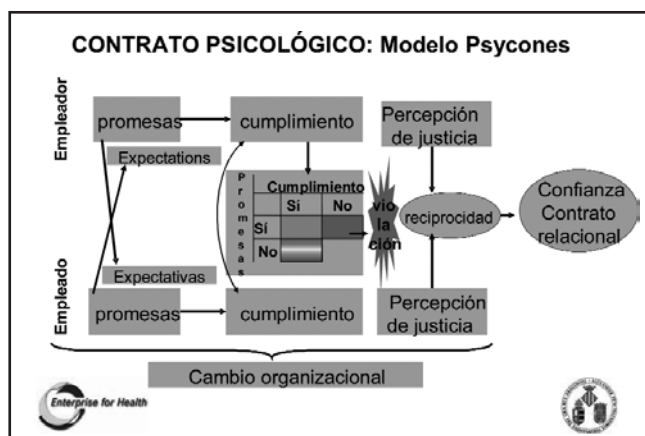 CONTRATO PSICOLÓGICO: Modelo Psycones
Empleador
promesas
cumplimiento
Percepción
de justicia
Expectations
Promesas
Cumplimiento
Sí
No
Sí
No
vio
la
ción
reciprocidad
Confianza
Contrato
relacional
Expectativas
Empleado
promesas
cumplimiento
Percepción
de justicia
Cambio organizacional
Enterprise for Health